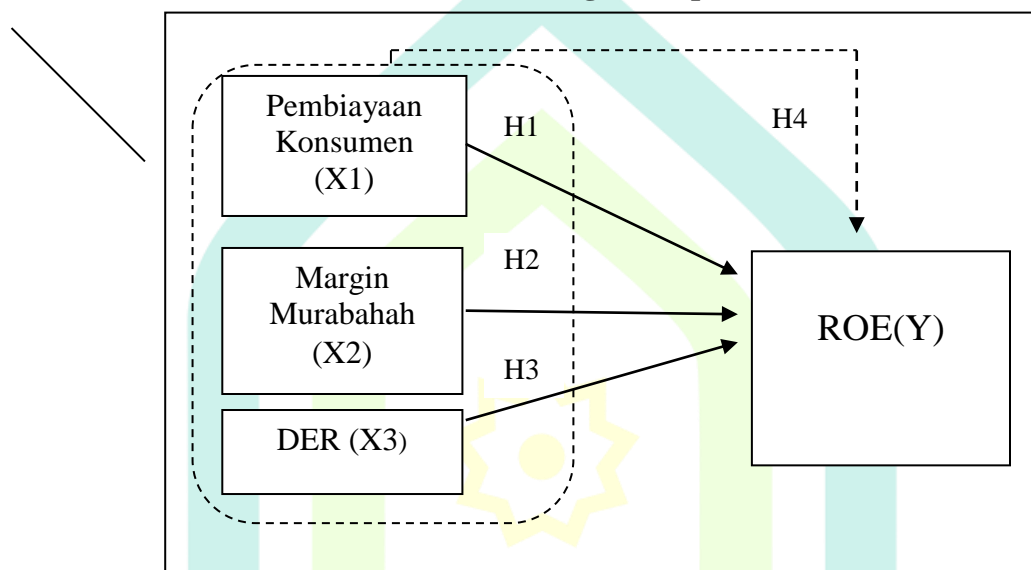 Pembiayaan
Konsumen
(X1)
H1
H4
Margin
Murabahah
(X2)
H2
ROE(Y)
H3
DER (X3)